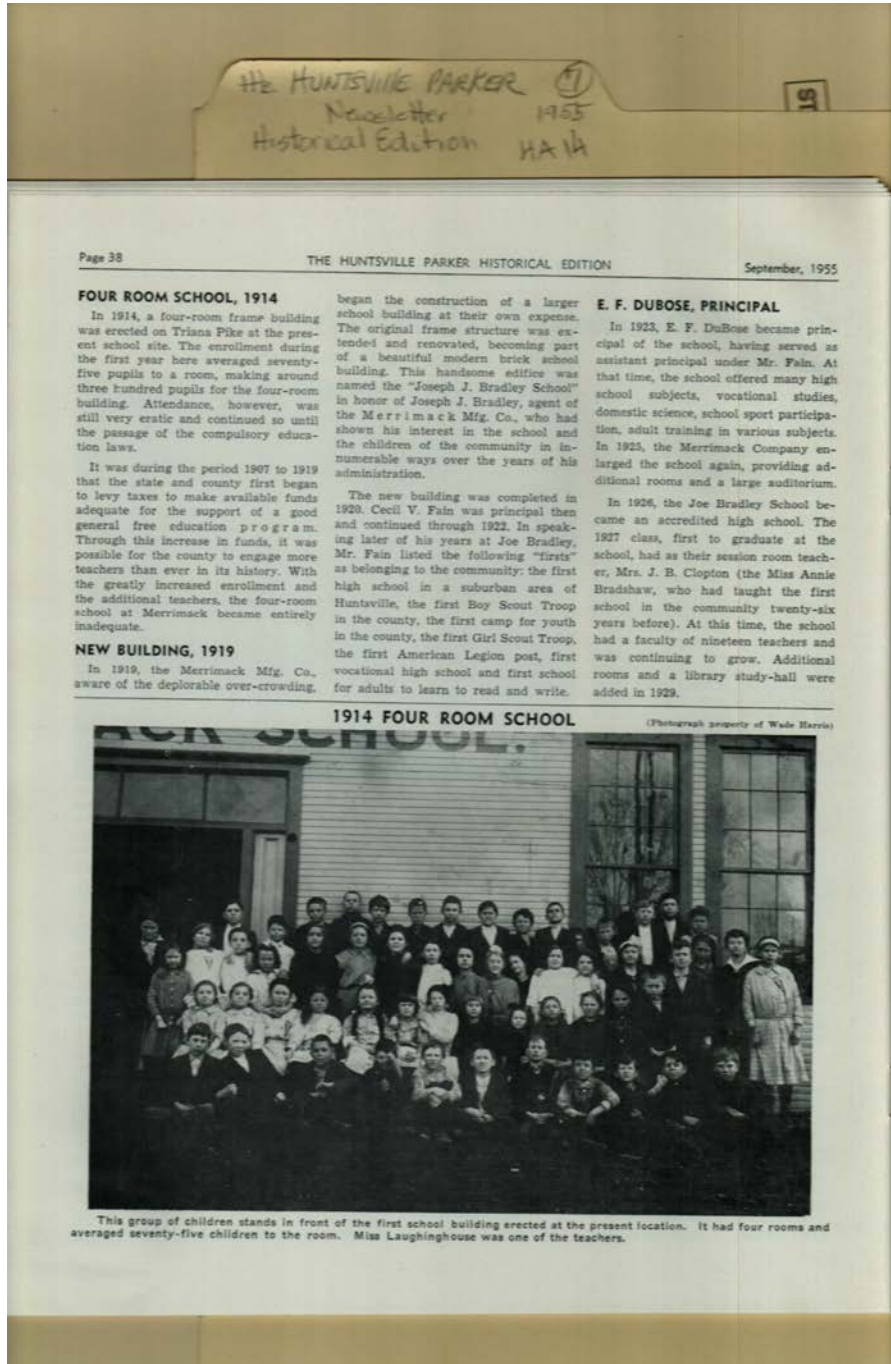 the HUNTSVILLE PARKER 7
Newsletter 1955
Historical Edition HA 14
ST
Page 38
THE HUNTSVILLE PARKER HISTORICAL EDITION
September, 1955
FOUR ROOM SCHOOL, 1914
In 1914, a four-room frame building
was erected on Triana Pike at the pres-
ent school site. The enrollment during
the first year here averaged seventy-
five pupils to a room, making around
three hundred pupils for the four-room
building. Attendance, however, was
still very eratic and continued so until
the passage of the compulsory educa-
tion laws.
It was during the period 1907 to 1919
that the state and county first began
to levy taxes to make available funds
adequate for the support of a good
general free education program.
Through this increase in funds, it was
possible for the county to engage more
teachers than ever in its history. With
the greatly increased enrollment and
the additional teachers, the four-room
school at Merrimack became entirely
inadequate.
NEW BUILDING, 1919
In 1919, the Merrimack Mfg. Co.,
aware of the deplorable over-crowding,
began the construction of a larger
school building at their own expense.
The original frame structure was ex-
tended and renovated, becoming part
of a beautiful modern brick school
building. This handsome edifice was
named the "Joseph J. Bradley School"
in honor of Joseph J. Bradley, agent of
the Merrimack Mfg. Co., who had
shown his interest in the school and
the children of the community in in-
numerable ways over the years of his
administration.
The new building was completed in
1920. Cecil V. Fain was principal then
and continued through 1922. In speak-
ing later of his years at Joe Bradley,
Mr. Fain listed the following "firsts"
as belonging to the community: the first
high school in a suburban area of
Huntsville, the first Boy Scout Troop
in the county, the first camp for youth
in the county, the first Girl Scout Troop,
the first American Legion post, first
vocational high school and first school
for adults to learn to read and write.
E. F. DUBOSE, PRINCIPAL
In 1923, E. F. DuBose became prin-
cipal of the school, having served as
assistant principal under Mr. Fain. At
that time, the school offered many high
school subjects, vocational studies,
domestic science, school sport participa-
tion, adult training in various subjects.
In 1925, the Merrimack Company en-
larged the school again, providing ad-
ditional rooms and a large auditorium.
In 1926, the Joe Bradley School be-
came an accredited high school. The
1927 class, first to graduate at the
school, had as their session room teach-
er, Mrs. J. B. Clopton (the Miss Annie
Bradshaw, who had taught the first
school in the community twenty-six
years before). At this time, the school
had a faculty of nineteen teachers and
was continuing to grow. Additional
rooms and a library study-hall were
added in 1929.
1914 FOUR ROOM SCHOOL
(Photograph property of Wade Harris)
ACK SCHOOL.
This group of children stands in front of the first school building erected at the present location. It had four rooms and
averaged seventy-five children to the room. Miss Laughinghouse was one of the teachers.